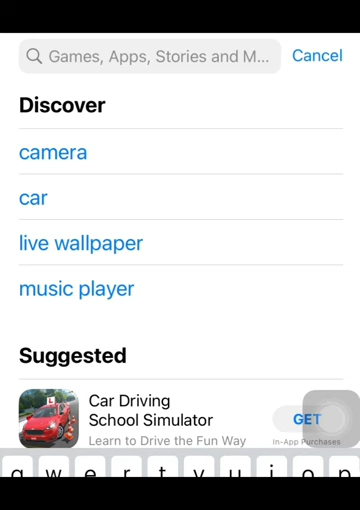 Games, Apps, Stories and M... Cancel
Discover
camera
car
live wallpaper
music player
Suggested
Car Driving
School Simulator
GET
Learn to Drive the Fun Way
In-App Purchases
q w e r t y u i o p